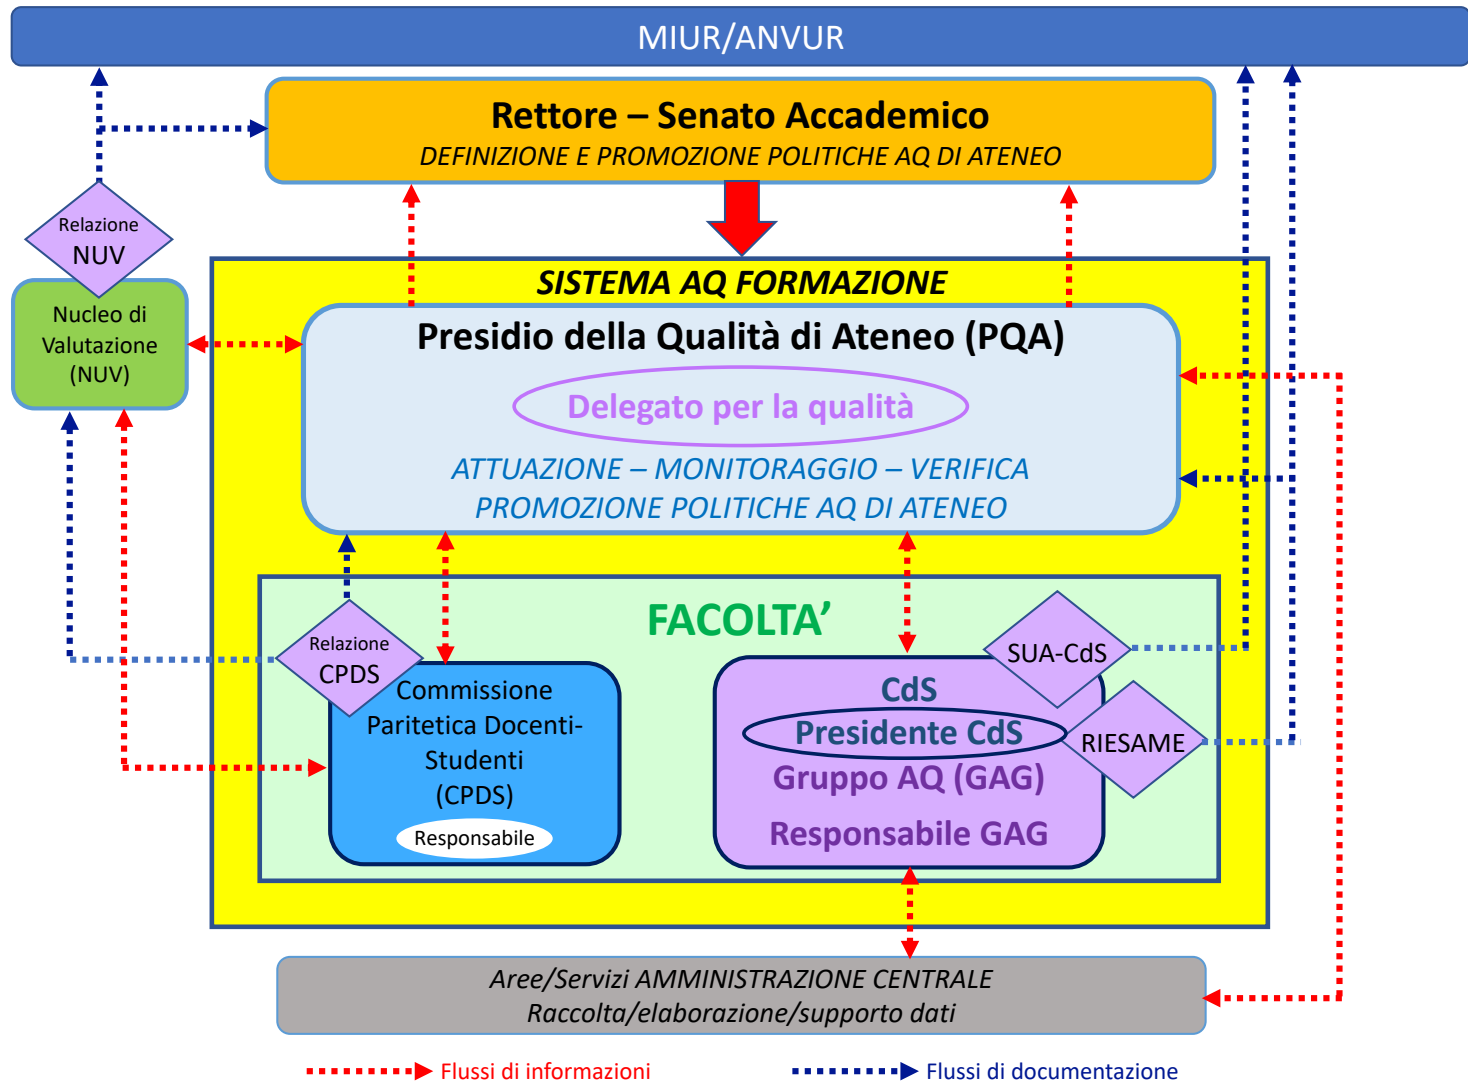 MIUR/ANVUR
Rettore – Senato Accademico
DEFINIZIONE E PROMOZIONE POLITICHE AQ DI ATENEO
Relazione
NUV
Nucleo di
Valutazione
(NUV)
SISTEMA AQ FORMAZIONE
Presidio della Qualità di Ateneo (PQA)
Delegato per la qualità
ATTUAZIONE – MONITORAGGIO – VERIFICA
PROMOZIONE POLITICHE AQ DI ATENEO
FACOLTA’
Relazione
CPDS
Commissione
Paritetica Docenti-
Studenti
(CPDS)
Responsabile
SUA-CdS
CdS
Presidente CdS
RIESAME
Gruppo AQ (GAG)
Responsabile GAG
Aree/Servizi AMMINISTRAZIONE CENTRALE
Raccolta/elaborazione/supporto dati
Flussi di informazioni
Flussi di documentazione